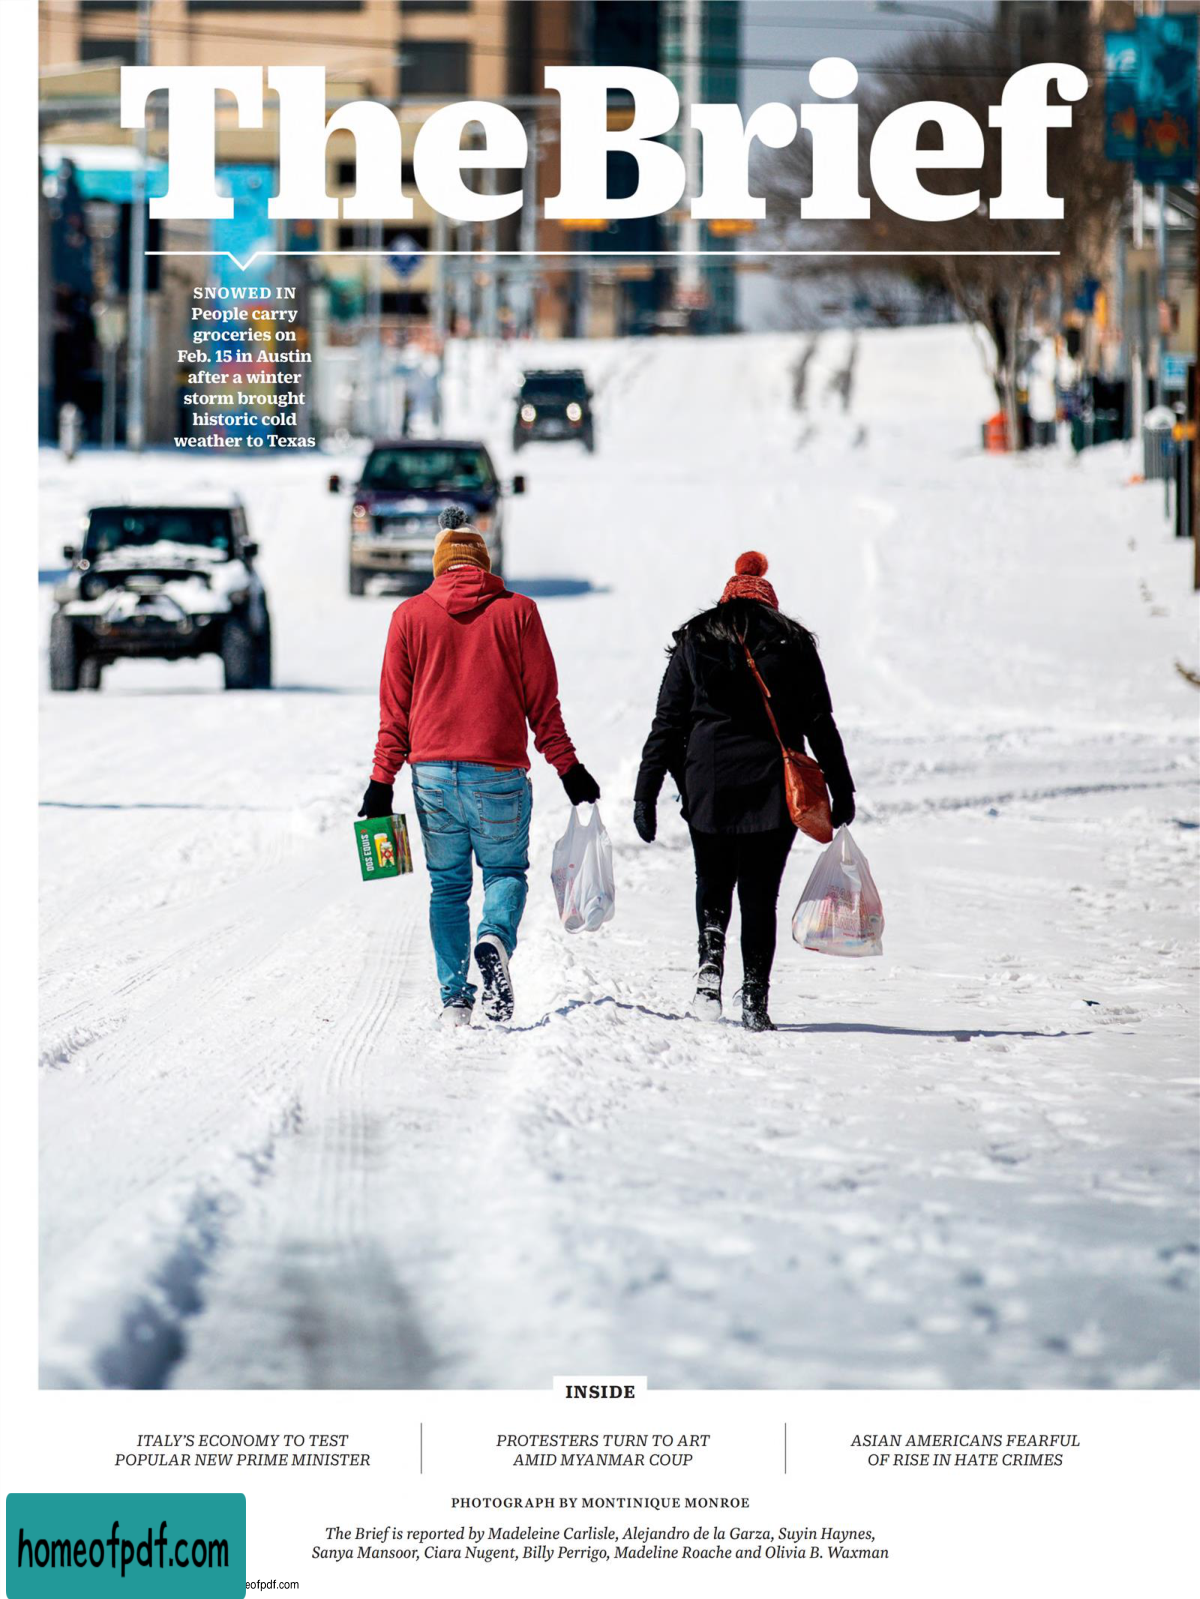 The Brief
SNOWED IN
People carry
groceries on
Feb. 15 in Austin
after a winter
storm brought
historic cold
weather to Texas
DOS EQUIS
INSIDE
ITALY'S ECONOMY TO TEST
POPULAR NEW PRIME MINISTER
PROTESTERS TURN TO ART
AMID MYANMAR COUP
ASIAN AMERICANS FEARFUL
OF RISE IN HATE CRIMES
PHOTOGRAPH BY MONTINIQUE MONROE
The Brief is reported by Madeleine Carlisle, Alejandro de la Garza, Suyin Haynes,
Sanya Mansoor, Ciara Nugent, Billy Perrigo, Madeline Roache and Olivia B. Waxman
homeofpdf.com
eofpdf.com